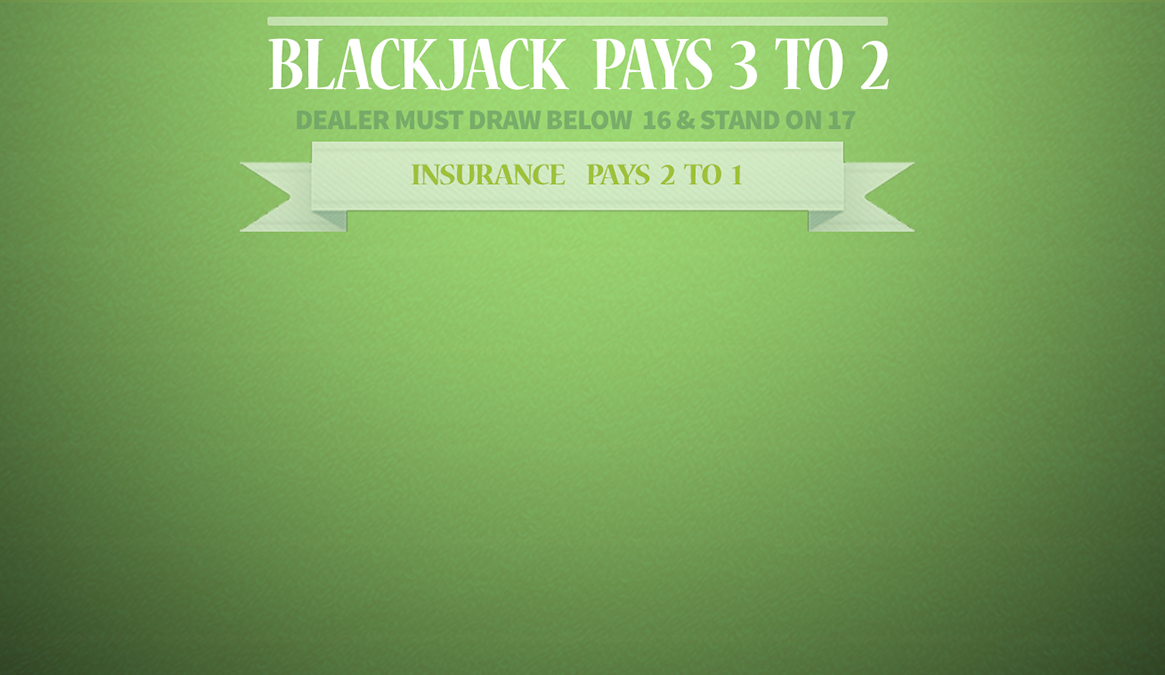 BLACKJACK PAYS 3 TO 2
DEALER MUST DRAW BELOW 16 & STAND ON 17
INSURANCE PAYS 2 TO 1